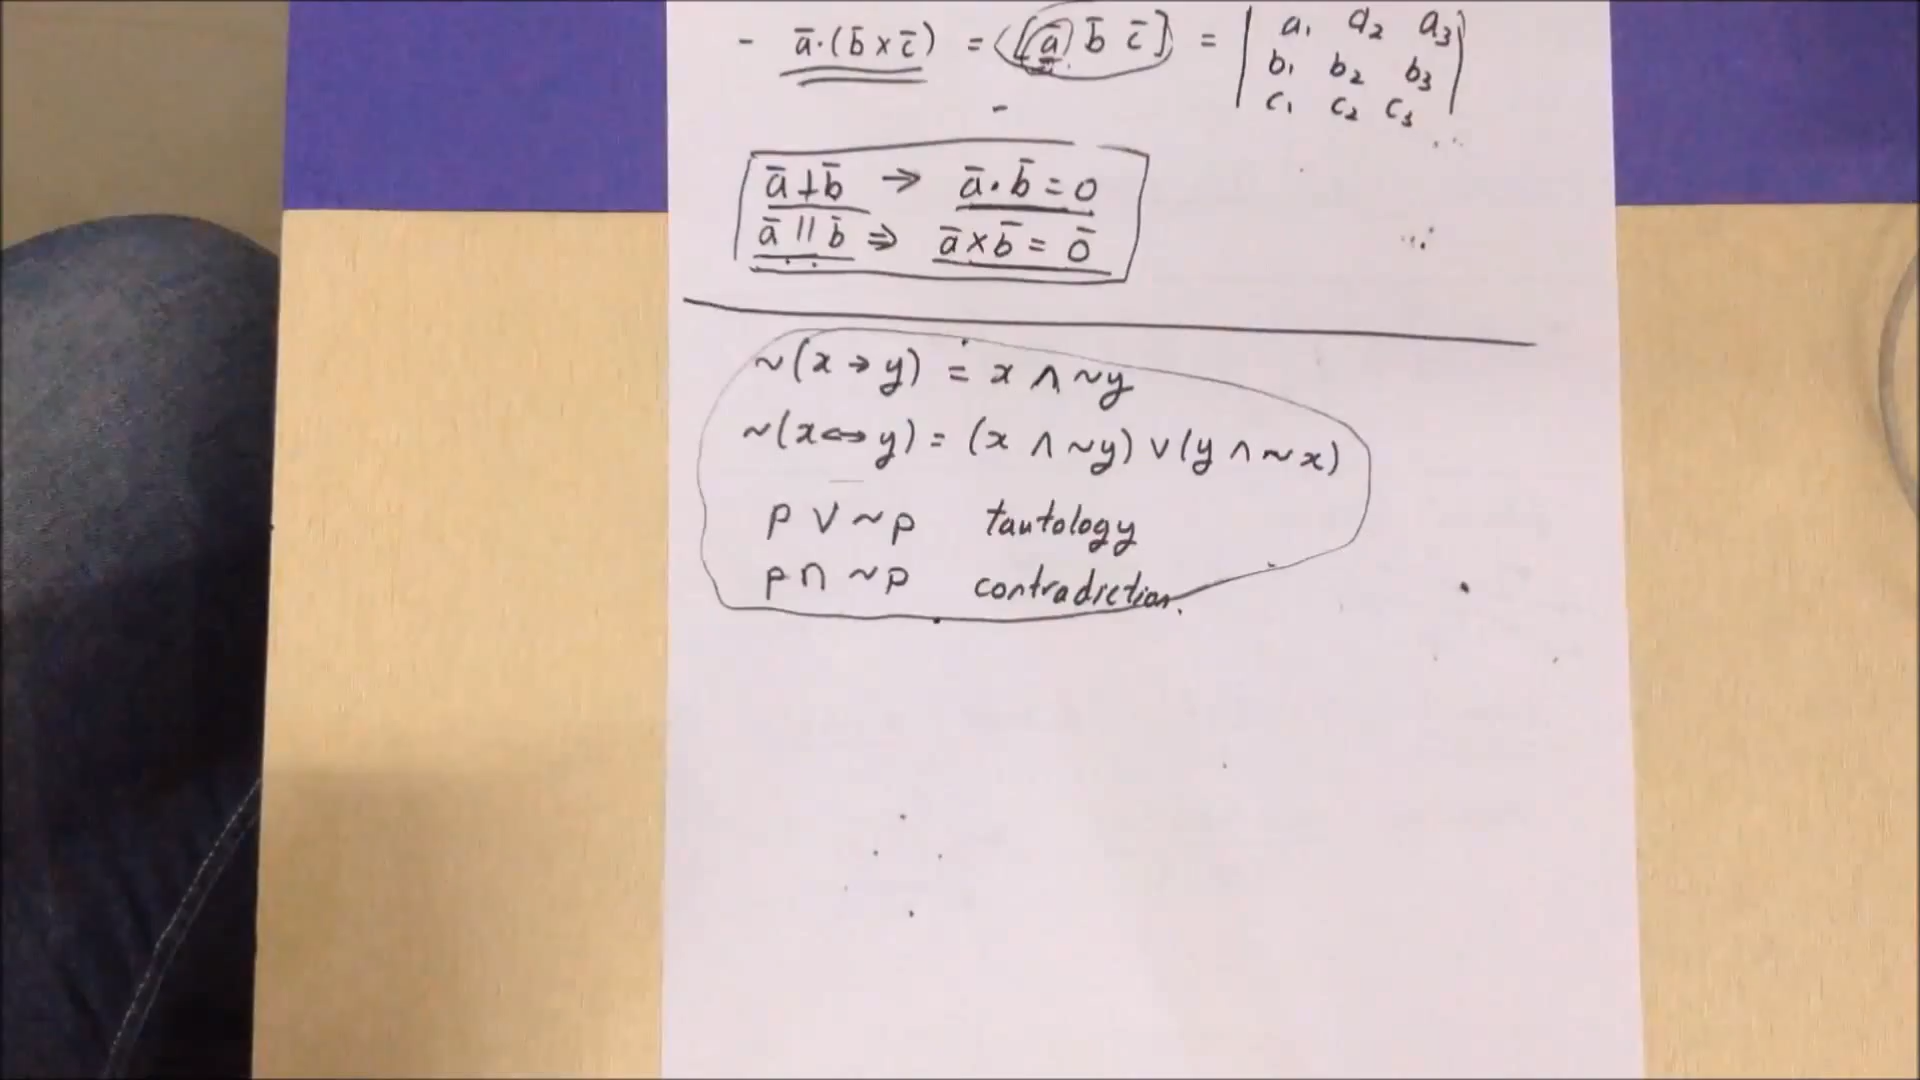 - ā·(b̄×c̄) = [ā b̄ c̄] = | a₁ a₂ a₃ |
| b₁ b₂ b₃ |
| c₁ c₂ c₃ |
ā⊥b̄ → ā·b̄=0
ā∥b̄ ⇒ ā×b̄=0̄
~(x→y) = x ∧ ~y
~(x↔y) = (x ∧ ~y) ∨ (y ∧ ~x)
p ∨ ~p tautology
p ∩ ~p contradiction.